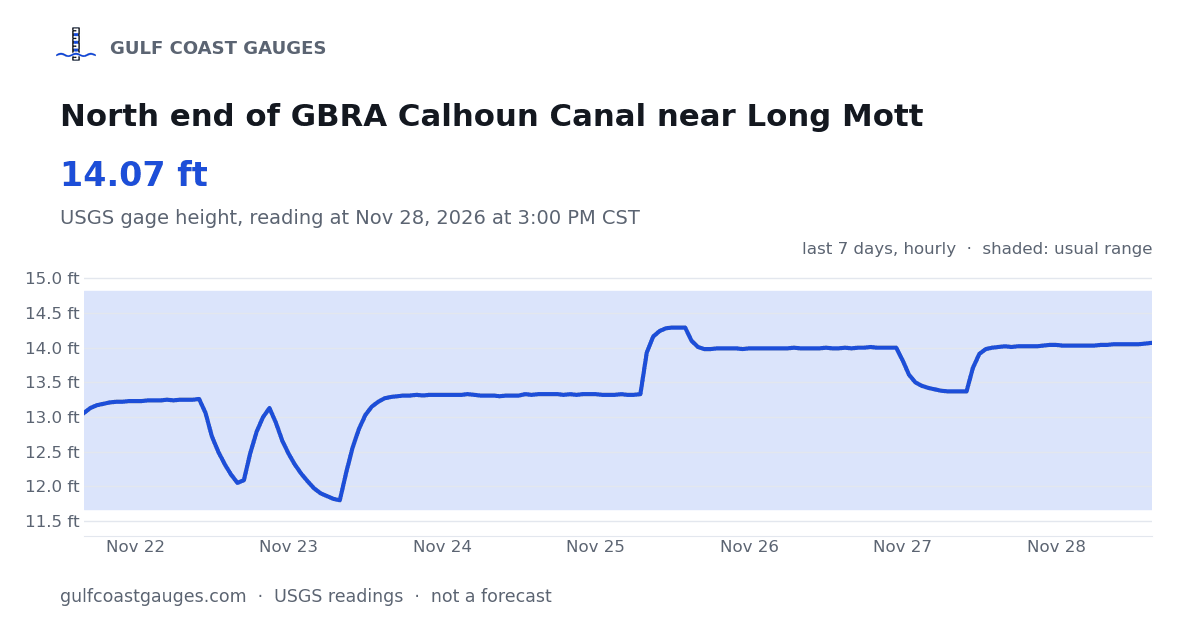 GULF COAST GAUGES
North end of GBRA Calhoun Canal near Long Mott
14.07 ft
USGS gage height, reading at Nov 28, 2026 at 3:00 PM CST
last 7 days, hourly · shaded: usual range
15.0 ft
14.5 ft
14.0 ft
13.5 ft
13.0 ft
12.5 ft
12.0 ft
11.5 ft
Nov 22 Nov 23 Nov 24 Nov 25 Nov 26 Nov 27 Nov 28
gulfcoastgauges.com · USGS readings · not a forecast